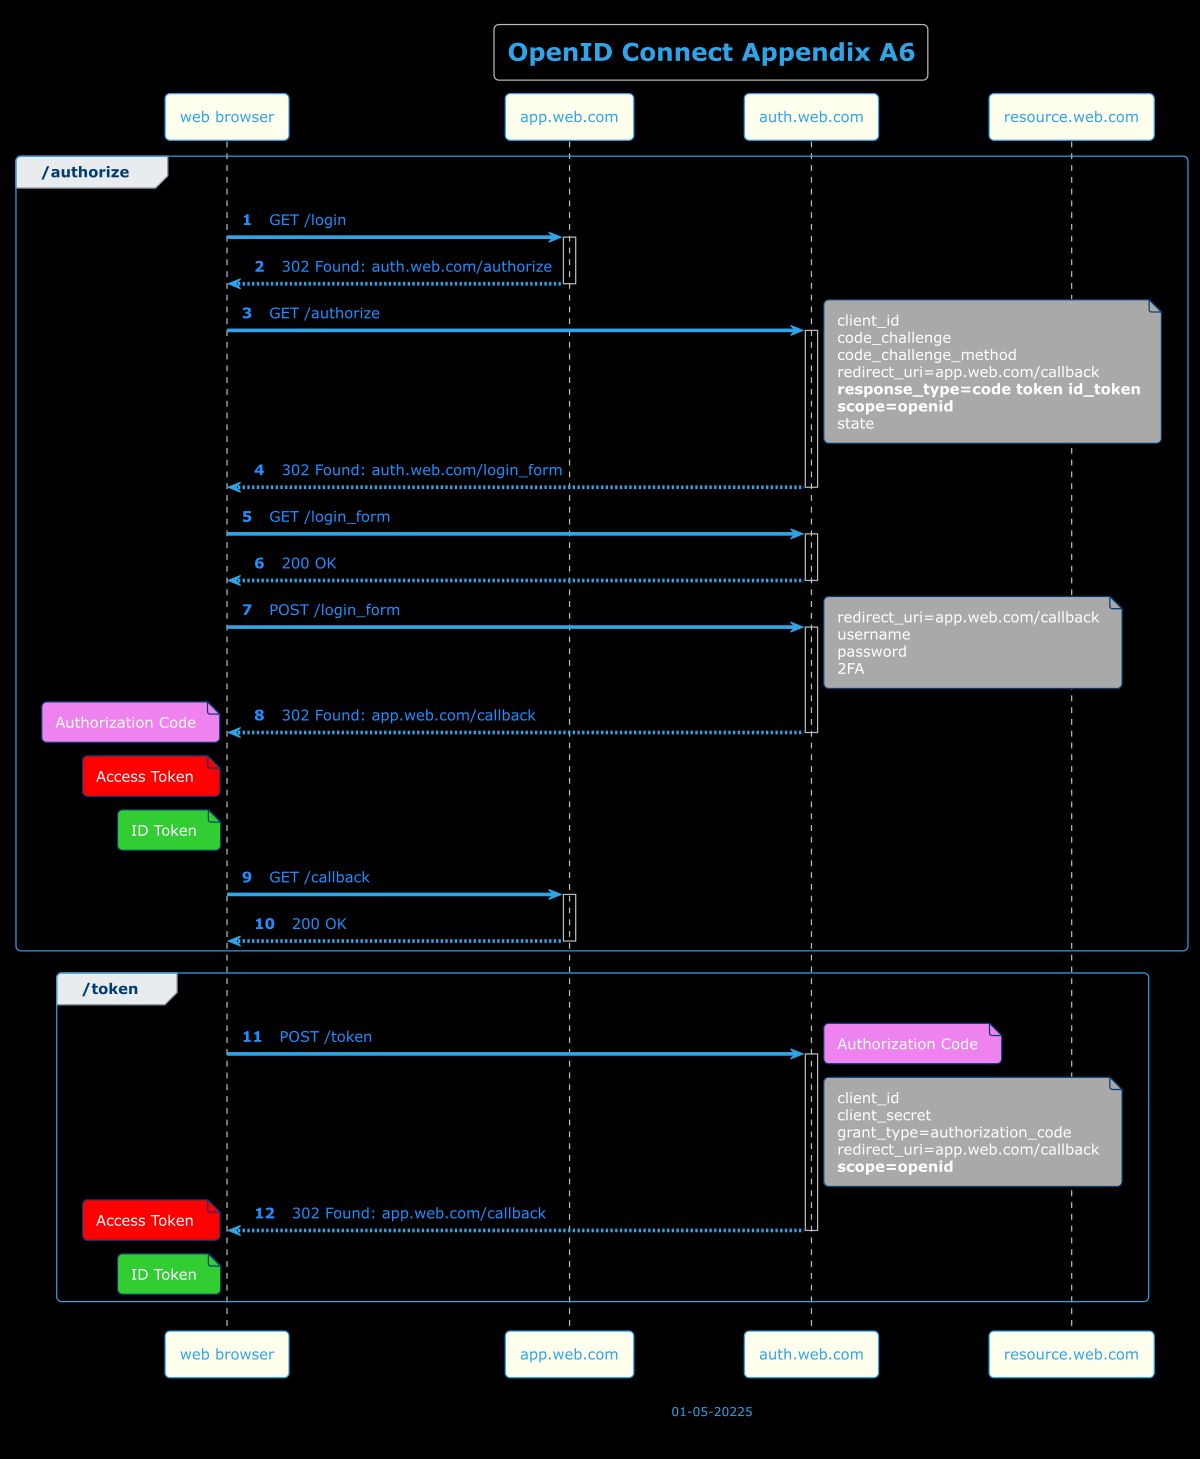 OpenID Connect Appendix A6
web browser
app.web.com
auth.web.com
resource.web.com
/authorize
1 GET /login
2 302 Found: auth.web.com/authorize
3 GET /authorize
client_id
code_challenge
code_challenge_method
redirect_uri=app.web.com/callback
response_type=code token id_token
scope=openid
state
4 302 Found: auth.web.com/login_form
5 GET /login_form
6 200 OK
7 POST /login_form
redirect_uri=app.web.com/callback
username
password
2FA
8 302 Found: app.web.com/callback
Authorization Code
Access Token
ID Token
9 GET /callback
10 200 OK
/token
11 POST /token
Authorization Code
client_id
client_secret
grant_type=authorization_code
redirect_uri=app.web.com/callback
scope=openid
12 302 Found: app.web.com/callback
Access Token
ID Token
web browser
app.web.com
auth.web.com
resource.web.com
01-05-20225